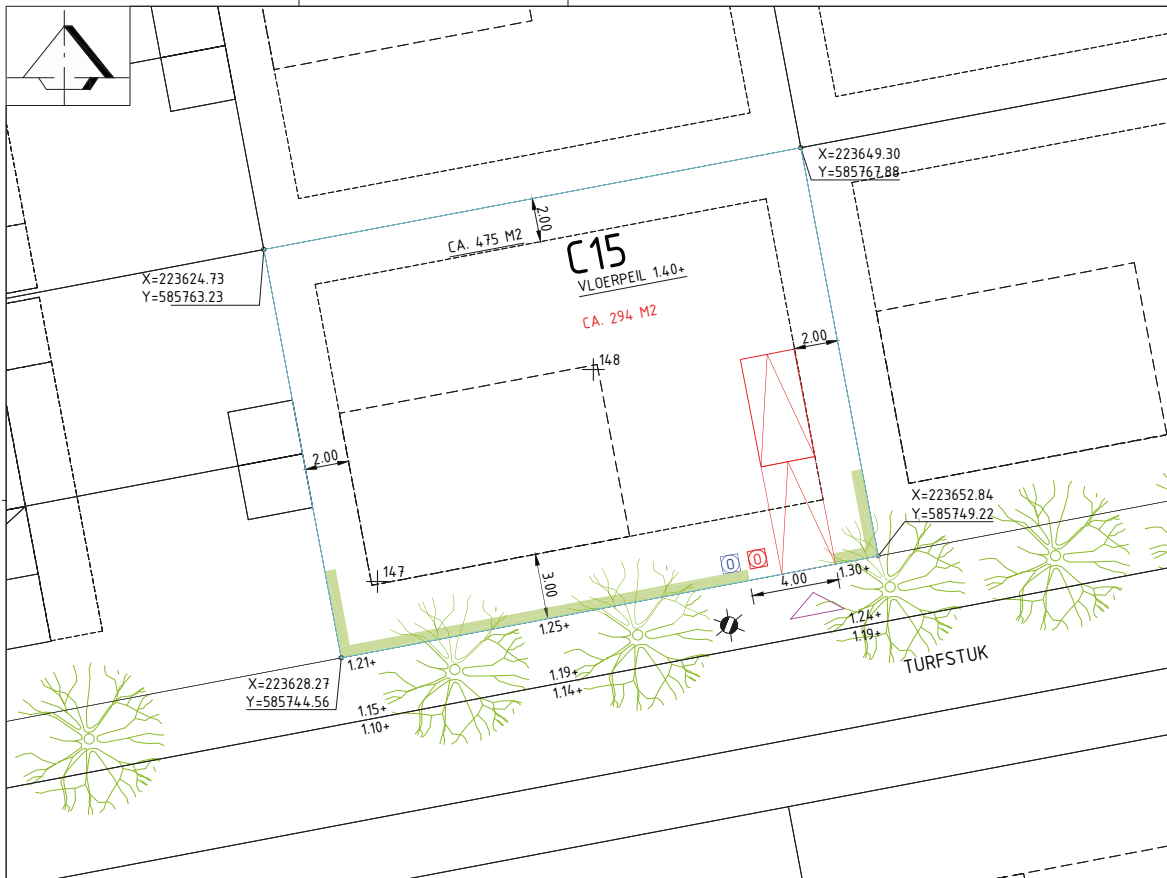 X=223649.30
Y=585767.88
2.00
CA. 475 M2
C15
VLOERPEIL 1.40+
X=223624.73
Y=585763.23
CA. 294 M2
2.00
148
2.00
X=223652.84
Y=585749.22
147
3.00
0
0
4.00
1.30+
1.25+
1.24+
1.19+
1.21+
TURFSTUK
1.19+
1.14+
X=223628.27
Y=585744.56
1.15+
1.10+